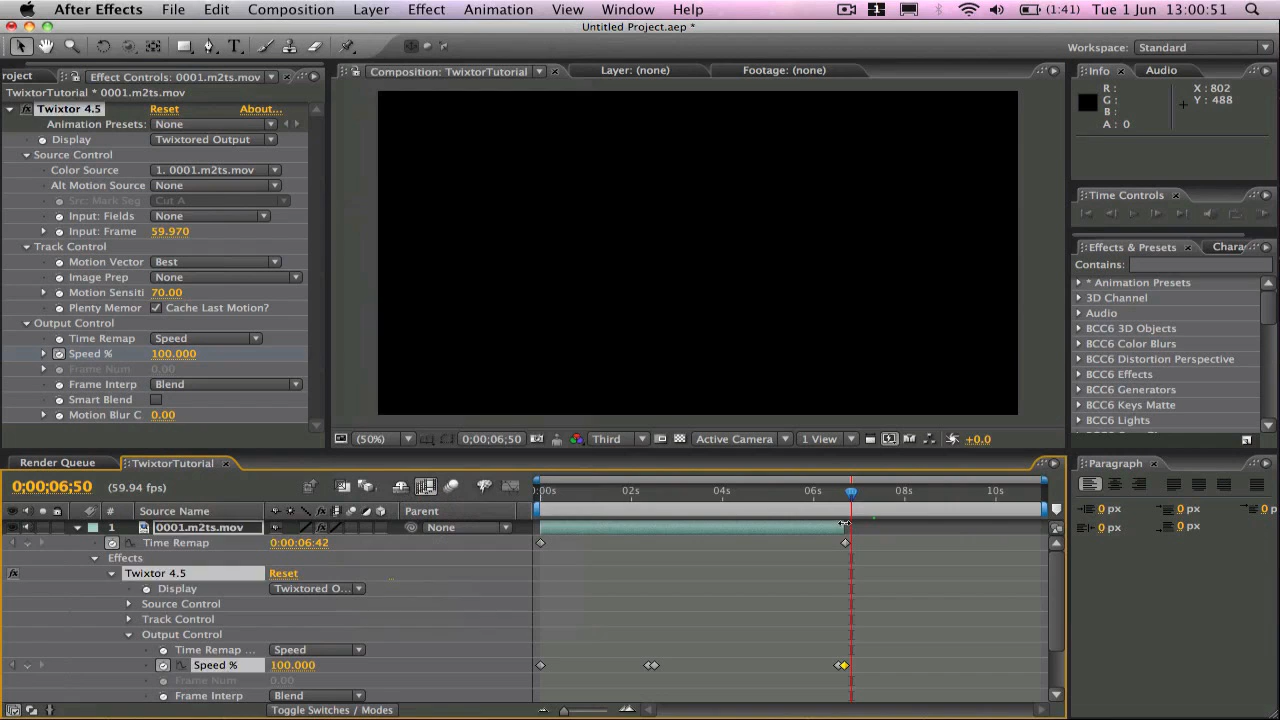 After Effects File Edit Composition Layer Effect Animation View Window Help 1 (1:41) Tue 1 Jun 13:00:51
Untitled Project.aep *
Workspace: Standard
roject Effect Controls: 0001.m2ts.mov
TwixtorTutorial * 0001.m2ts.mov
Twixtor 4.5 Reset About...
Animation Presets: None
Display Twixtored Output
Source Control
Color Source 1. 0001.m2ts.mov
Alt Motion Source None
Src: Mark Seg Cut A
Input: Fields None
Input: Frame 59.970
Track Control
Motion Vector Best
Image Prep None
Motion Sensiti 70.00
Plenty Memor Cache Last Motion?
Output Control
Time Remap Speed
Speed % 100.000
Frame Num 0.00
Frame Interp Blend
Smart Blend
Motion Blur C 0.00
Composition: TwixtorTutorial Layer: (none) Footage: (none)
(50%) 0;00;06;50 Third Active Camera 1 View +0.0
Info Audio
R : X : 802
G : Y : 488
B :
A : 0
Time Controls
Effects & Presets Chara
Contains:
* Animation Presets
3D Channel
Audio
BCC6 3D Objects
BCC6 Color Blurs
BCC6 Distortion Perspective
BCC6 Effects
BCC6 Generators
BCC6 Keys Matte
BCC6 Lights
Render Queue TwixtorTutorial
0;00;06;50 (59.94 fps)
:00s 02s 04s 06s 08s 10s
# Source Name Parent
1 0001.m2ts.mov None
Time Remap 0:00:06:42
Effects
Twixtor 4.5 Reset
Display Twixtored O...
Source Control
Track Control
Output Control
Time Remap ... Speed
Speed % 100.000
Frame Num 0.00
Frame Interp Blend
Toggle Switches / Modes
Paragraph
0 px 0 px 0 p
0 px 0 px